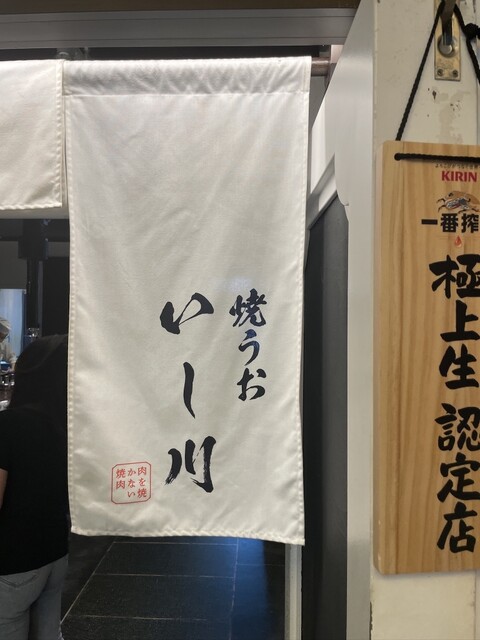 焼うお
いし川
肉を焼
かない
焼肉
KIRIN
一番搾
極上生 認定店